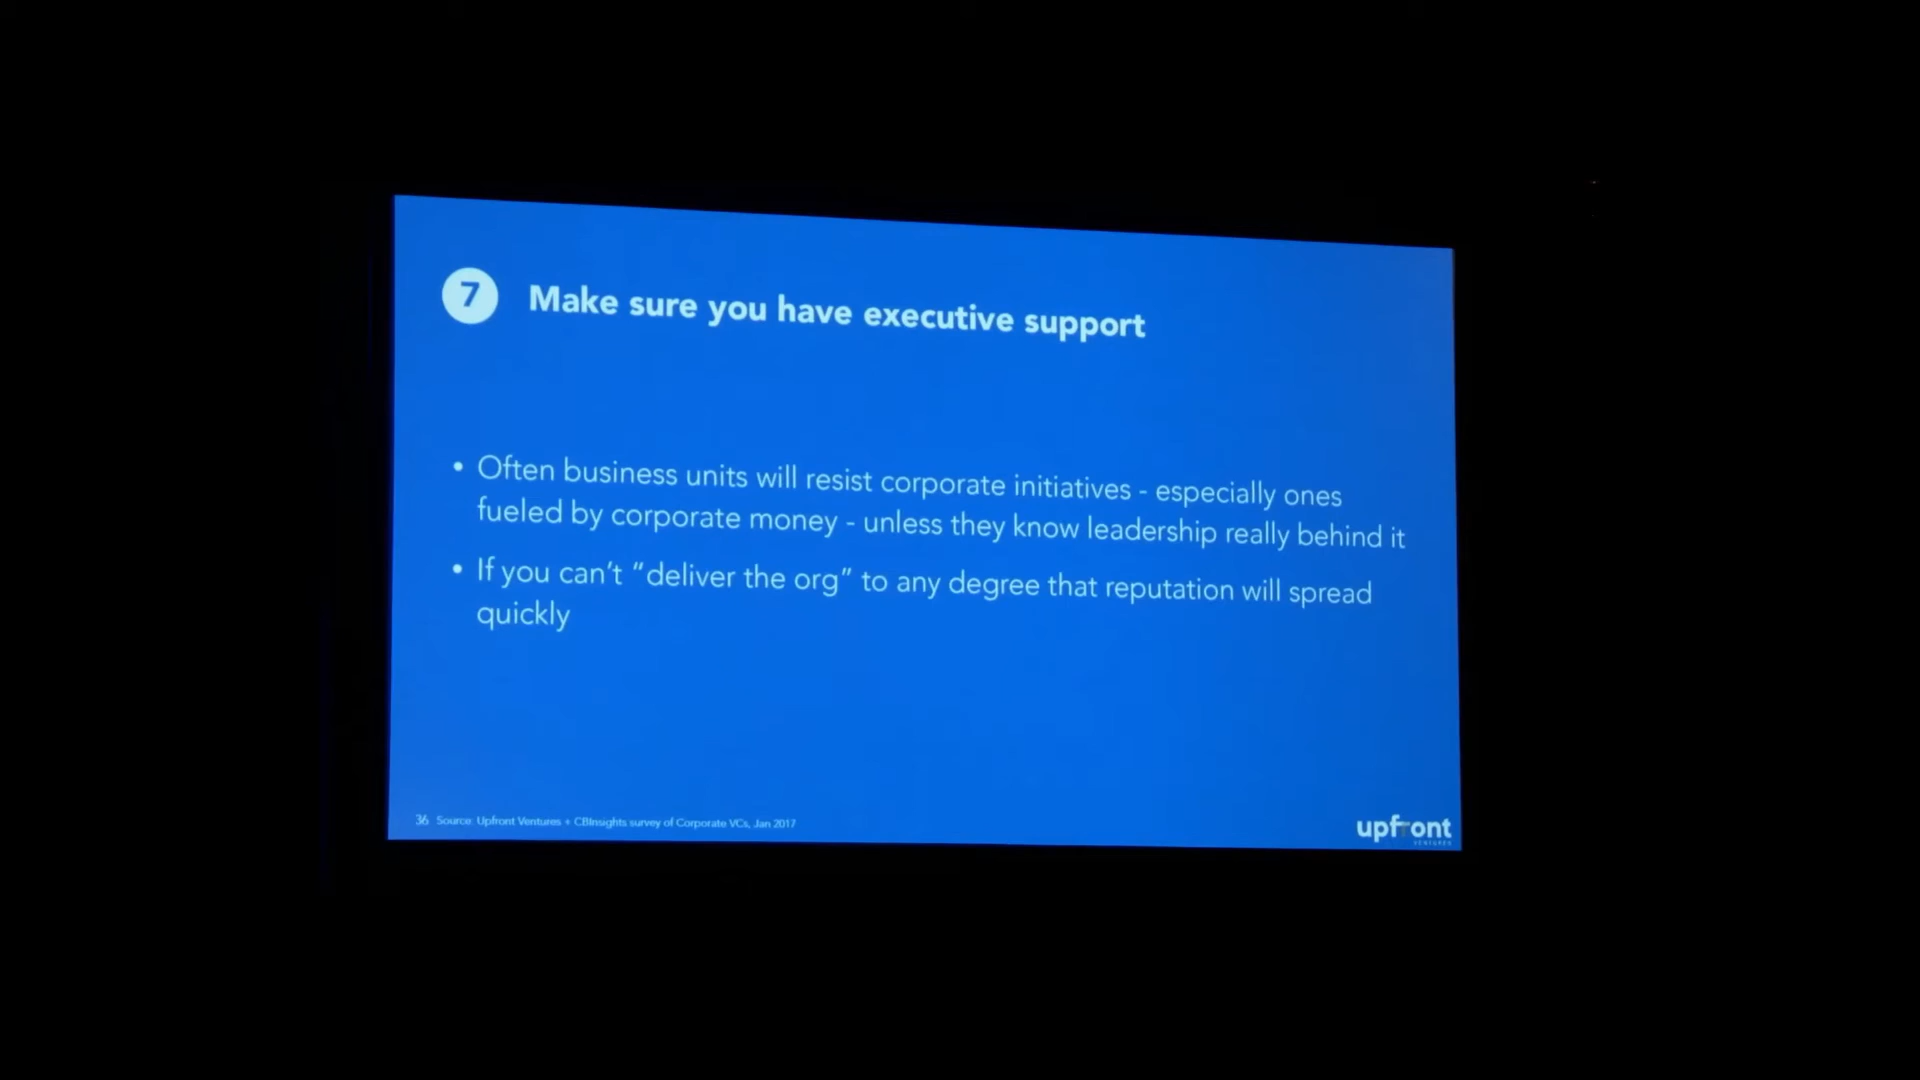 7 Make sure you have executive support
• Often business units will resist corporate initiatives - especially ones
fueled by corporate money - unless they know leadership really behind it
• If you can't “deliver the org” to any degree that reputation will spread
quickly
36 Source: Upfront Ventures + CBInsights survey of Corporate VCs, Jan 2017
upfront
VENTURES